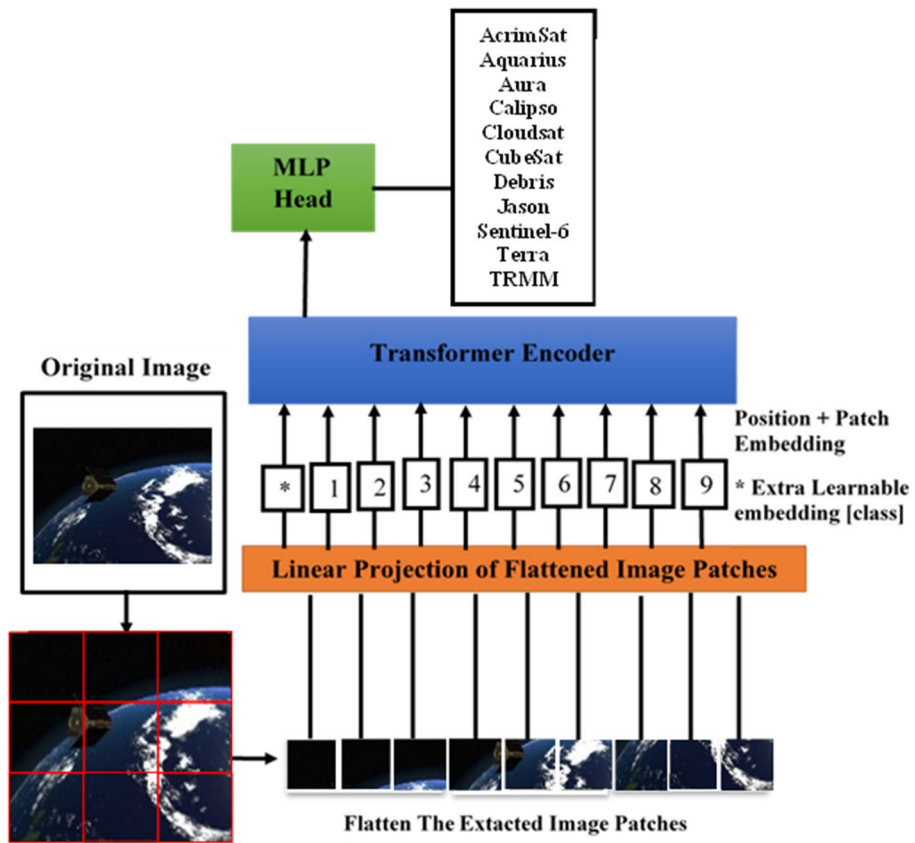 AcrimSat
Aquarius
Aura
Calipso
Cloudsat
CubeSat
Debris
Jason
Sentinel-6
Terra
TRMM
MLP
Head
Transformer Encoder
Original Image
Position + Patch
Embedding
* 1 2 3 4 5 6 7 8 9
* Extra Learnable
embedding [class]
Linear Projection of Flattened Image Patches
Flatten The Extacted Image Patches